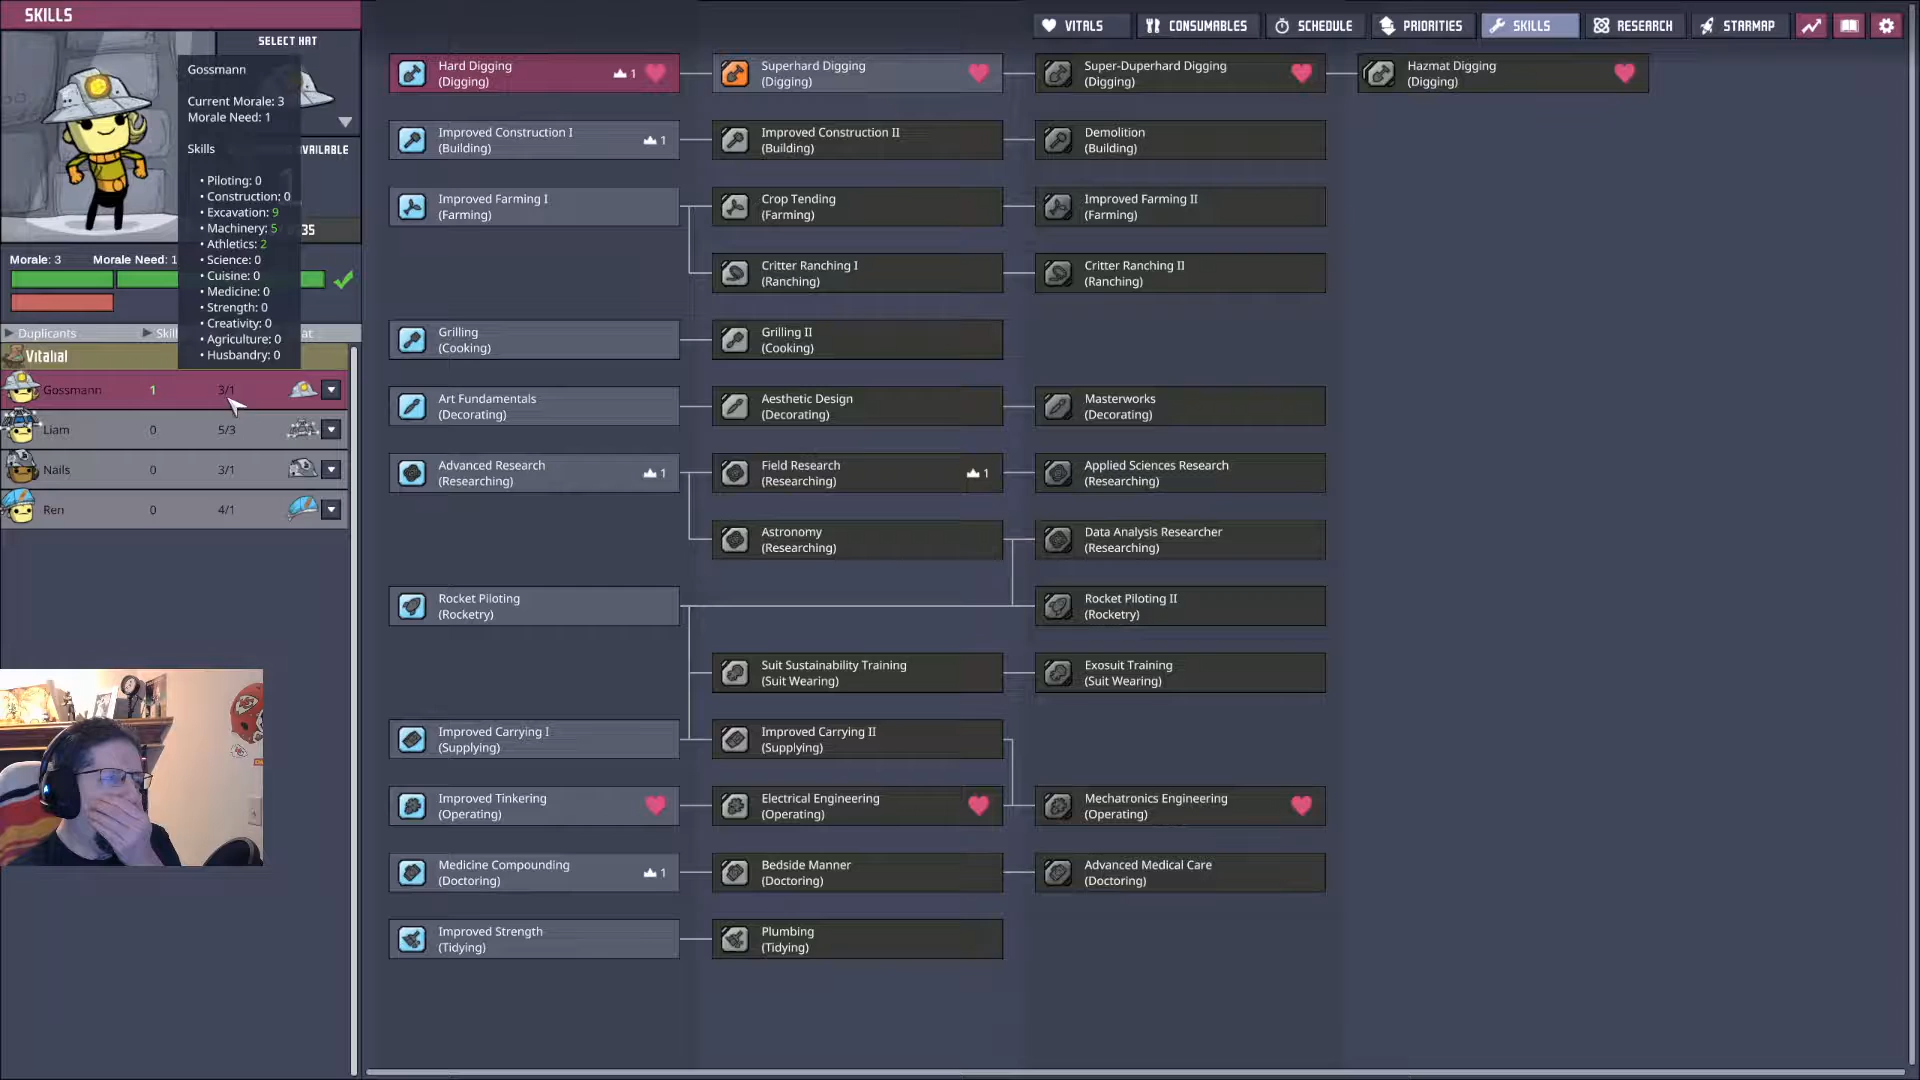 SKILLS
VITALS
CONSUMABLES
SCHEDULE
PRIORITIES
SKILLS
RESEARCH
STARMAP
SELECT HAT
Gossmann
Current Morale: 3
Morale Need: 1
Skills
AVAILABLE
• Piloting: 0
• Construction: 0
• Excavation: 9
• Machinery: 5
35
• Athletics: 2
• Science: 0
• Cuisine: 0
• Medicine: 0
• Strength: 0
• Creativity: 0
• Agriculture: 0
• Husbandry: 0
Morale: 3
Morale Need: 1
Duplicants
Skill
at
Vitalial
Gossmann 1 3/1
Liam 0 5/3
Nails 0 3/1
Ren 0 4/1
Hard Digging
(Digging)
1
Superhard Digging
(Digging)
Super-Duperhard Digging
(Digging)
Hazmat Digging
(Digging)
Improved Construction I
(Building)
1
Improved Construction II
(Building)
Demolition
(Building)
Improved Farming I
(Farming)
Crop Tending
(Farming)
Improved Farming II
(Farming)
Critter Ranching I
(Ranching)
Critter Ranching II
(Ranching)
Grilling
(Cooking)
Grilling II
(Cooking)
Art Fundamentals
(Decorating)
Aesthetic Design
(Decorating)
Masterworks
(Decorating)
Advanced Research
(Researching)
1
Field Research
(Researching)
1
Applied Sciences Research
(Researching)
Astronomy
(Researching)
Data Analysis Researcher
(Researching)
Rocket Piloting
(Rocketry)
Rocket Piloting II
(Rocketry)
Suit Sustainability Training
(Suit Wearing)
Exosuit Training
(Suit Wearing)
Improved Carrying I
(Supplying)
Improved Carrying II
(Supplying)
Improved Tinkering
(Operating)
Electrical Engineering
(Operating)
Mechatronics Engineering
(Operating)
Medicine Compounding
(Doctoring)
1
Bedside Manner
(Doctoring)
Advanced Medical Care
(Doctoring)
Improved Strength
(Tidying)
Plumbing
(Tidying)